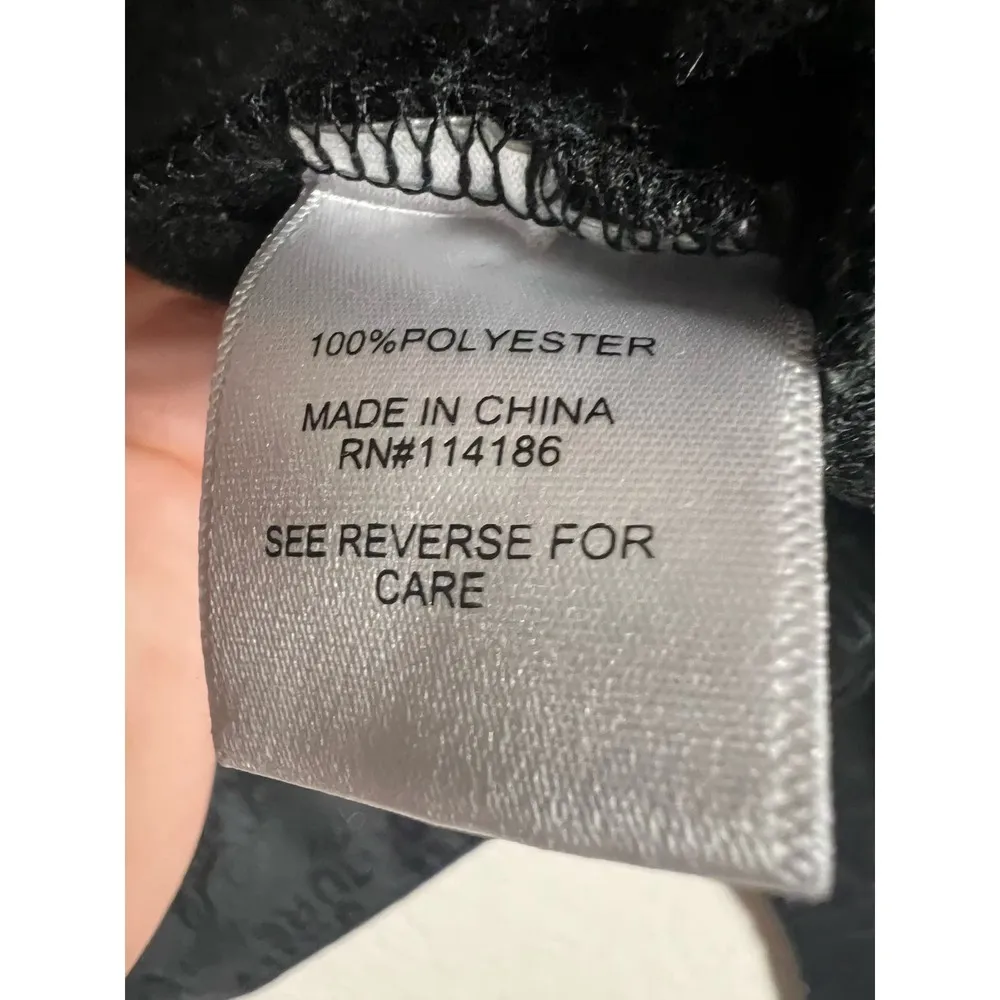 100%POLYESTER
MADE IN CHINA
RN#114186
SEE REVERSE FOR
CARE